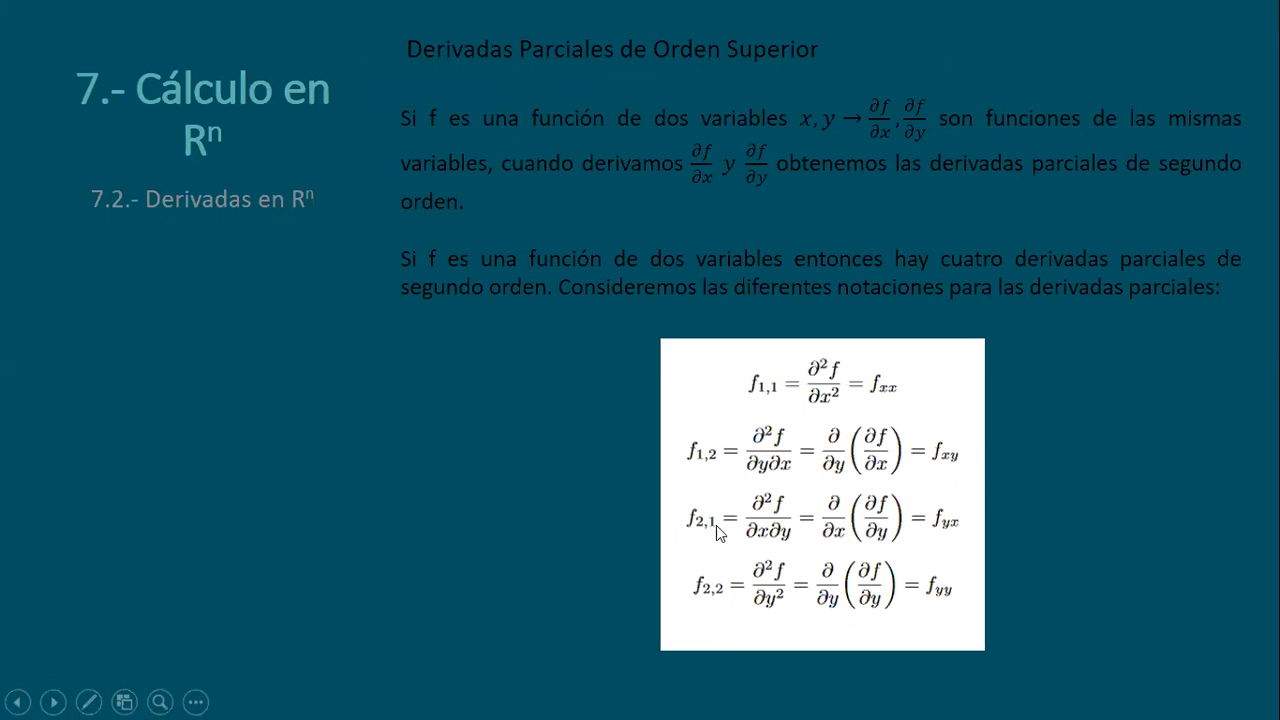 7.- Cálculo en
Rⁿ
7.2.- Derivadas en Rⁿ
Derivadas Parciales de Orden Superior
Si f es una función de dos variables x, y → ∂f/∂x, ∂f/∂y son funciones de las mismas
variables, cuando derivamos ∂f/∂x y ∂f/∂y obtenemos las derivadas parciales de segundo
orden.
Si f es una función de dos variables entonces hay cuatro derivadas parciales de
segundo orden. Consideremos las diferentes notaciones para las derivadas parciales:
f₁,₁ = ∂²f/∂x² = fₓₓ
f₁,₂ = ∂²f/∂y∂x = ∂/∂y (∂f/∂x) = f_xy
f₂,₁ = ∂²f/∂x∂y = ∂/∂x (∂f/∂y) = f_yx
f₂,₂ = ∂²f/∂y² = ∂/∂y (∂f/∂y) = f_yy